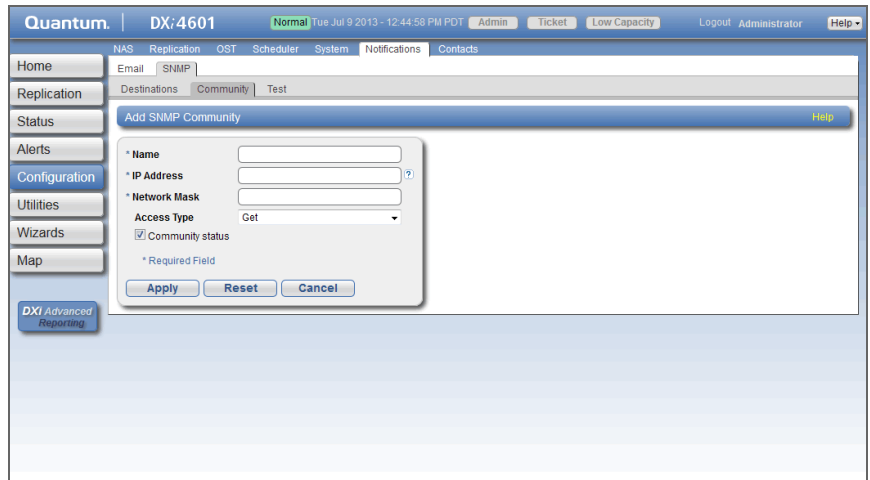 Quantum. DXi4601 Normal Tue Jul 9 2013 - 12:44:58 PM PDT Admin Ticket Low Capacity Logout Administrator Help
NAS Replication OST Scheduler System Notifications Contacts
Home
Email SNMP
Replication
Destinations Community Test
Status
Add SNMP Community Help
Alerts
* Name
Configuration
* IP Address ?
* Network Mask
Utilities
Access Type Get
Wizards
Community status
Map
* Required Field
Apply Reset Cancel
DXi Advanced
Reporting